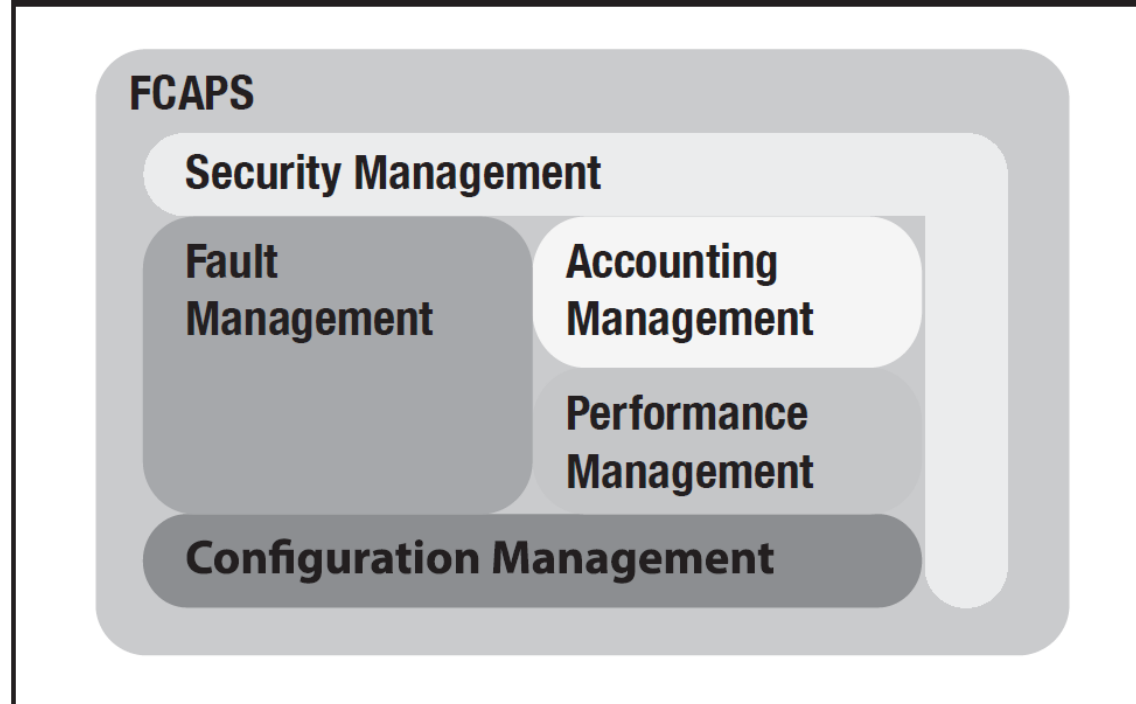 FCAPS
Security Management
Fault
Management
Accounting
Management
Performance
Management
Configuration Management